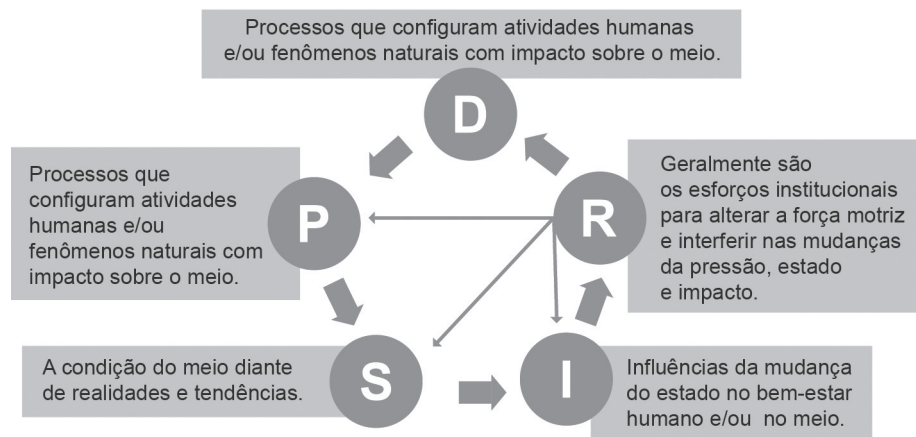 Processos que configuram atividades humanas
e/ou fenômenos naturais com impacto sobre o meio.
D
Processos que
configuram atividades
humanas e/ou
fenômenos naturais com
impacto sobre o meio.
P
R
Geralmente são
os esforços institucionais
para alterar a força motriz
e interferir nas mudanças
da pressão, estado
e impacto.
A condição do meio diante
de realidades e tendências.
S
I
Influências da mudança
do estado no bem-estar
humano e/ou no meio.